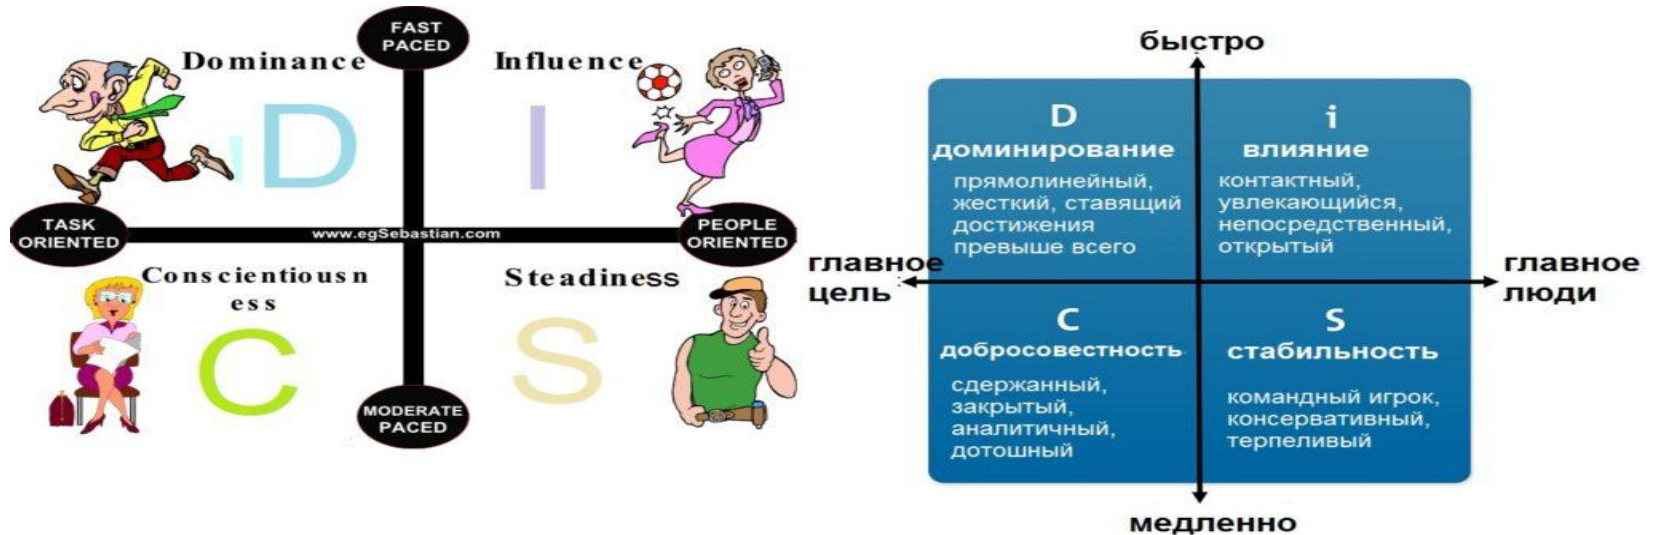 FAST
PACED
Dominance
Influence
D
I
TASK
ORIENTED
www.egSebastian.com
PEOPLE
ORIENTED
Conscientiousn
ess
Steadiness
C
S
MODERATE
PACED
быстро
D
доминирование
прямолинейный,
жесткий, ставящий
достижения
превыше всего
i
влияние
контактный,
увлекающийся,
непосредственный,
открытый
главное
цель
главное
люди
C
добросовестность
сдержанный,
закрытый,
аналитичный,
дотошный
S
стабильность
командный игрок,
консервативный,
терпеливый
медленно